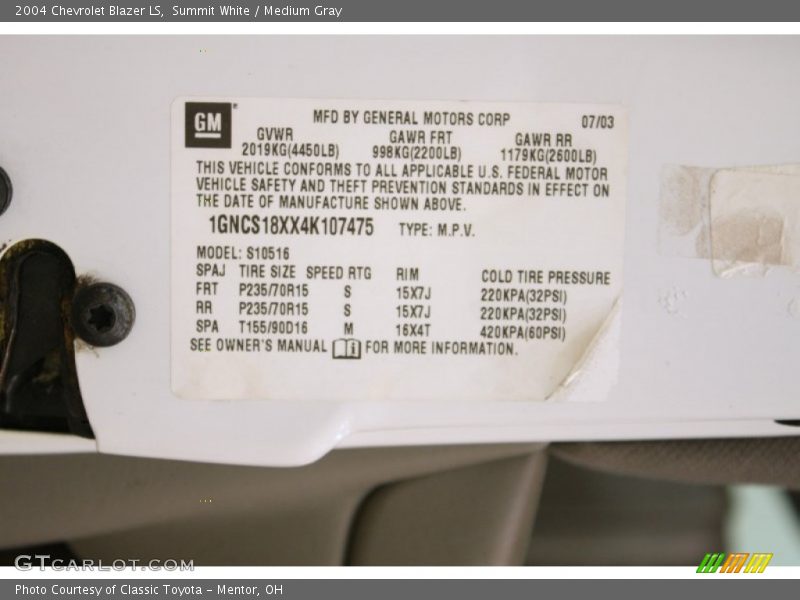 2004 Chevrolet Blazer LS, Summit White / Medium Gray
GM
MFD BY GENERAL MOTORS CORP 07/03
GVWR GAWR FRT GAWR RR
2019KG(4450LB) 998KG(2200LB) 1179KG(2600LB)
THIS VEHICLE CONFORMS TO ALL APPLICABLE U.S. FEDERAL MOTOR
VEHICLE SAFETY AND THEFT PREVENTION STANDARDS IN EFFECT ON
THE DATE OF MANUFACTURE SHOWN ABOVE.
1GNCS18XX4K107475 TYPE: M.P.V.
MODEL: S10516
SPAJ TIRE SIZE SPEED RTG RIM COLD TIRE PRESSURE
FRT P235/70R15 S 15X7J 220KPA(32PSI)
RR P235/70R15 S 15X7J 220KPA(32PSI)
SPA T155/90D16 M 16X4T 420KPA(60PSI)
SEE OWNER'S MANUAL FOR MORE INFORMATION.
GTCARLOT.COM
Photo Courtesy of Classic Toyota - Mentor, OH